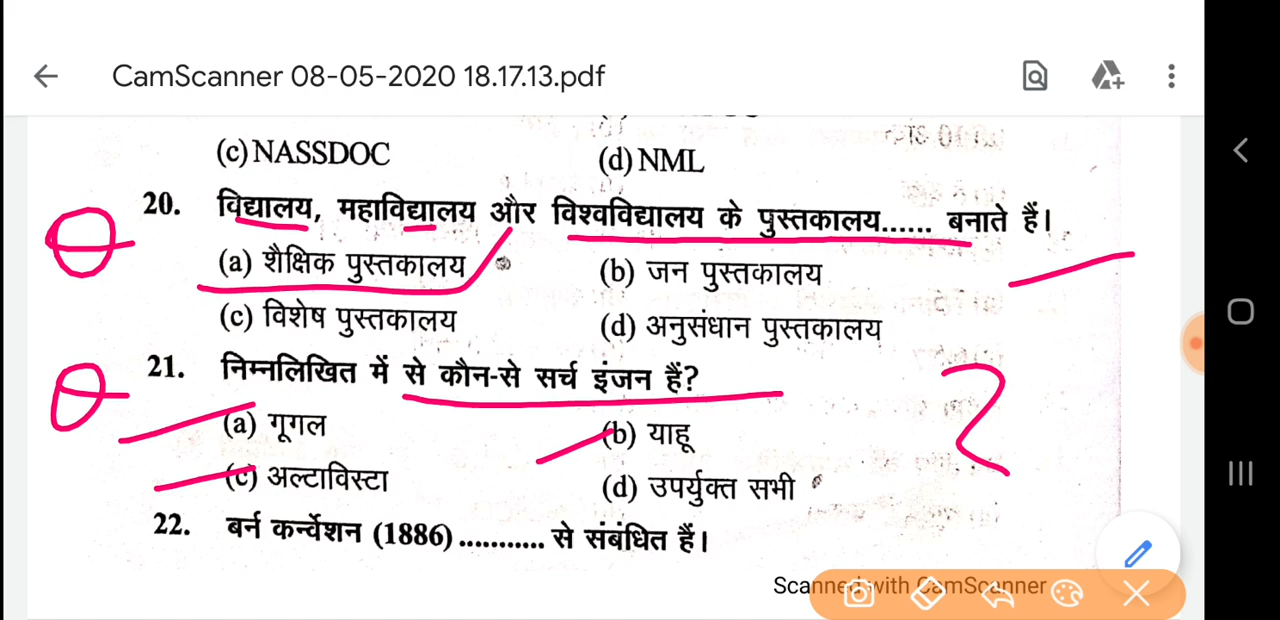 CamScanner 08-05-2020 18.17.13.pdf
(c) NASSDOC (d) NML
20. विद्यालय, महाविद्यालय और विश्वविद्यालय के पुस्तकालय...... बनाते हैं।
(a) शैक्षिक पुस्तकालय (b) जन पुस्तकालय
(c) विशेष पुस्तकालय (d) अनुसंधान पुस्तकालय
21. निम्नलिखित में से कौन-से सर्च इंजन हैं?
(a) गूगल (b) याहू
(c) अल्टाविस्टा (d) उपर्युक्त सभी
22. बर्न कर्न्वेशन (1886) ........... से संबंधित हैं।
Scanned with CamScanner